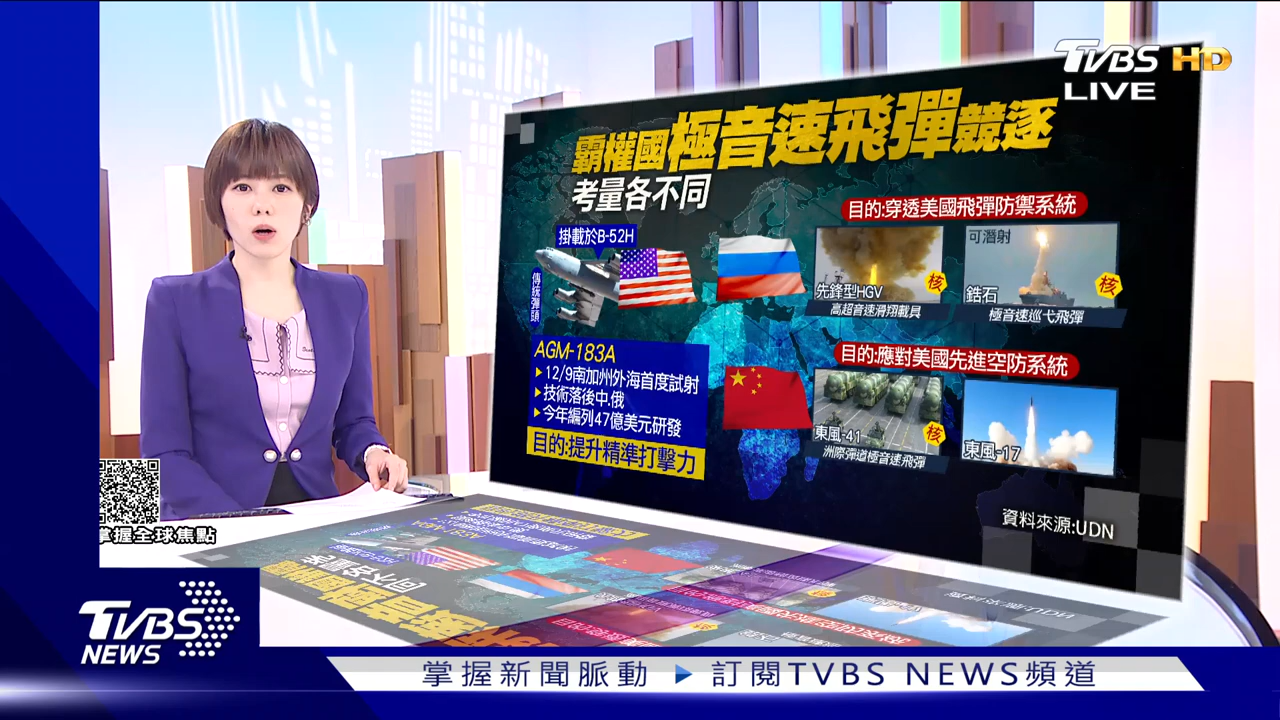 TVBS HD
LIVE
霸權國極音速飛彈競逐
考量各不同
掛載於B-52H
傳統彈頭
AGM-183A
12/9南加州外海首度試射
技術落後中.俄
今年編列47億美元研發
目的:提升精準打擊力
目的:穿透美國飛彈防禦系統
先鋒型HGV
核
高超音速滑翔載具
可潛射
鋯石
核
極音速巡弋飛彈
目的:應對美國先進空防系統
東風-41
核
洲際彈道極音速飛彈
東風-17
資料來源:UDN
掌握全球焦點
TVBS
NEWS
掌握新聞脈動 訂閱TVBS NEWS頻道